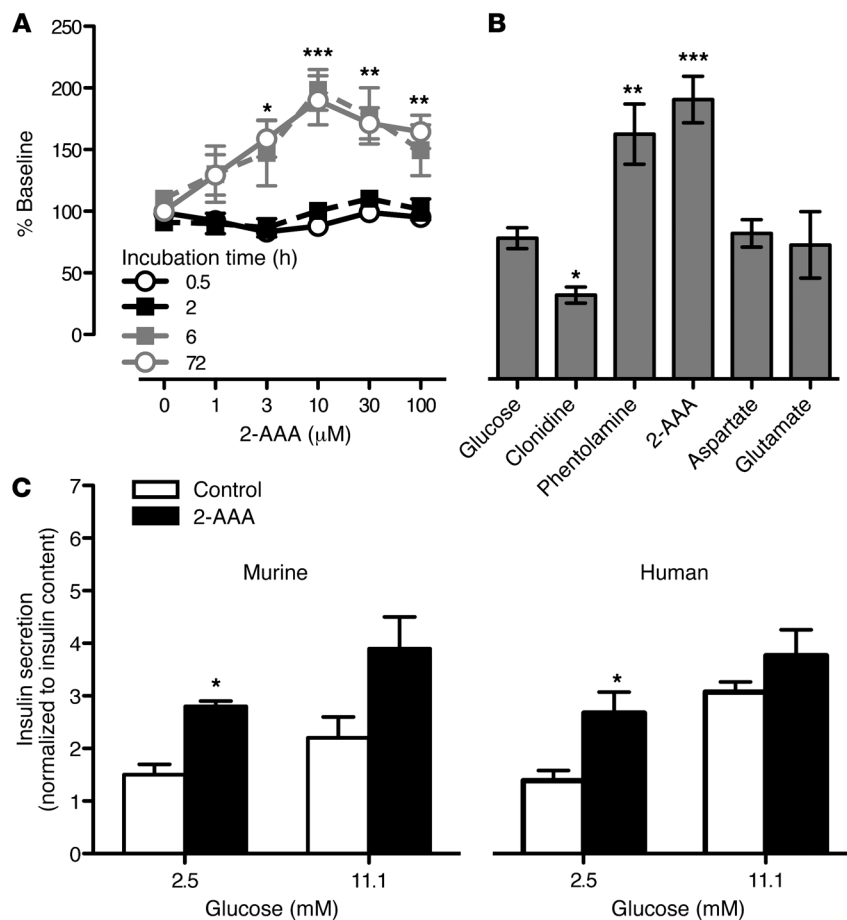 A
250
200
150
100
50
0
% Baseline
*
***
**
**
Incubation time (h)
0.5
2
6
72
0 1 3 10 30 100
2-AAA (μM)
B
*
**
***
Glucose
Clonidine
Phentolamine
2-AAA
Aspartate
Glutamate
C
7
6
5
4
3
2
1
0
Insulin secretion
(normalized to insulin content)
Control
2-AAA
Murine
*
2.5 11.1
Glucose (mM)
Human
*
2.5 11.1
Glucose (mM)